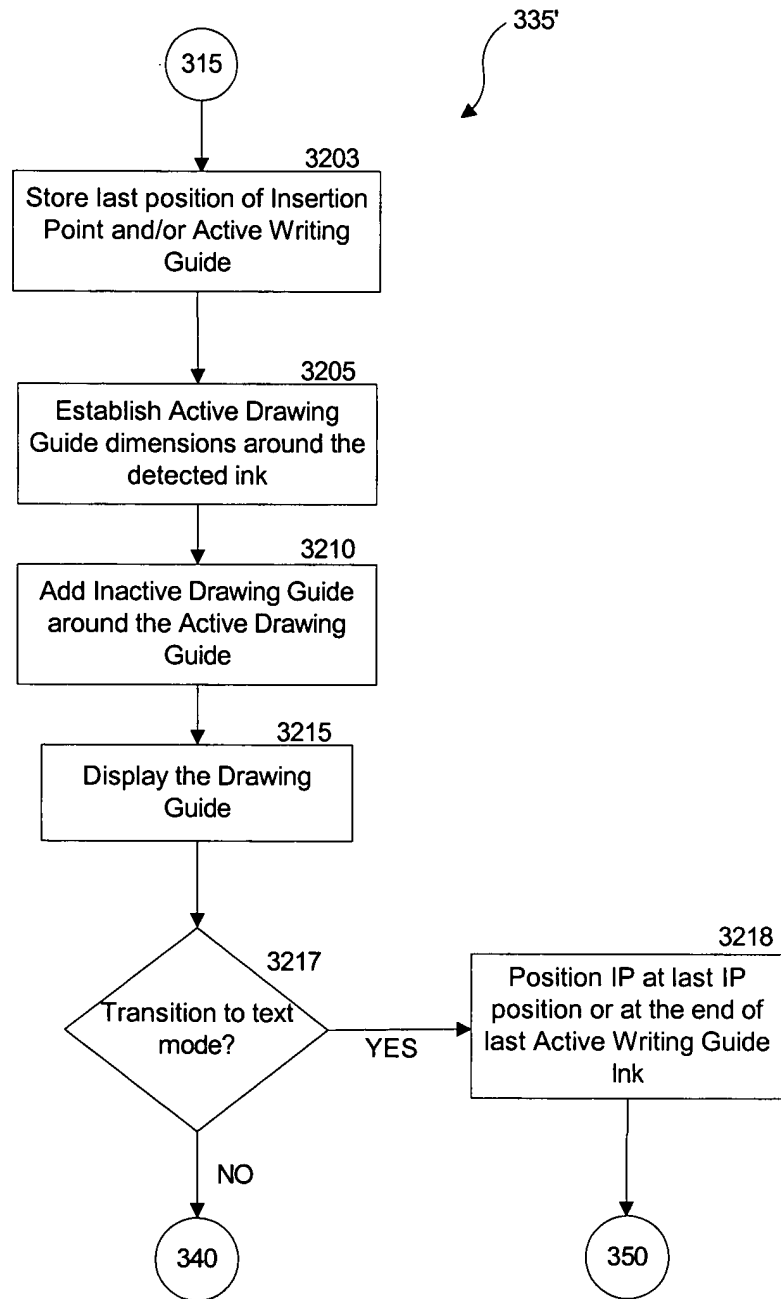 335'
315
3203
Store last position of Insertion
Point and/or Active Writing
Guide
3205
Establish Active Drawing
Guide dimensions around the
detected ink
3210
Add Inactive Drawing Guide
around the Active Drawing
Guide
3215
Display the Drawing
Guide
3217
Transition to text
mode?
YES
NO
3218
Position IP at last IP
position or at the end of
last Active Writing Guide
Ink
340
350